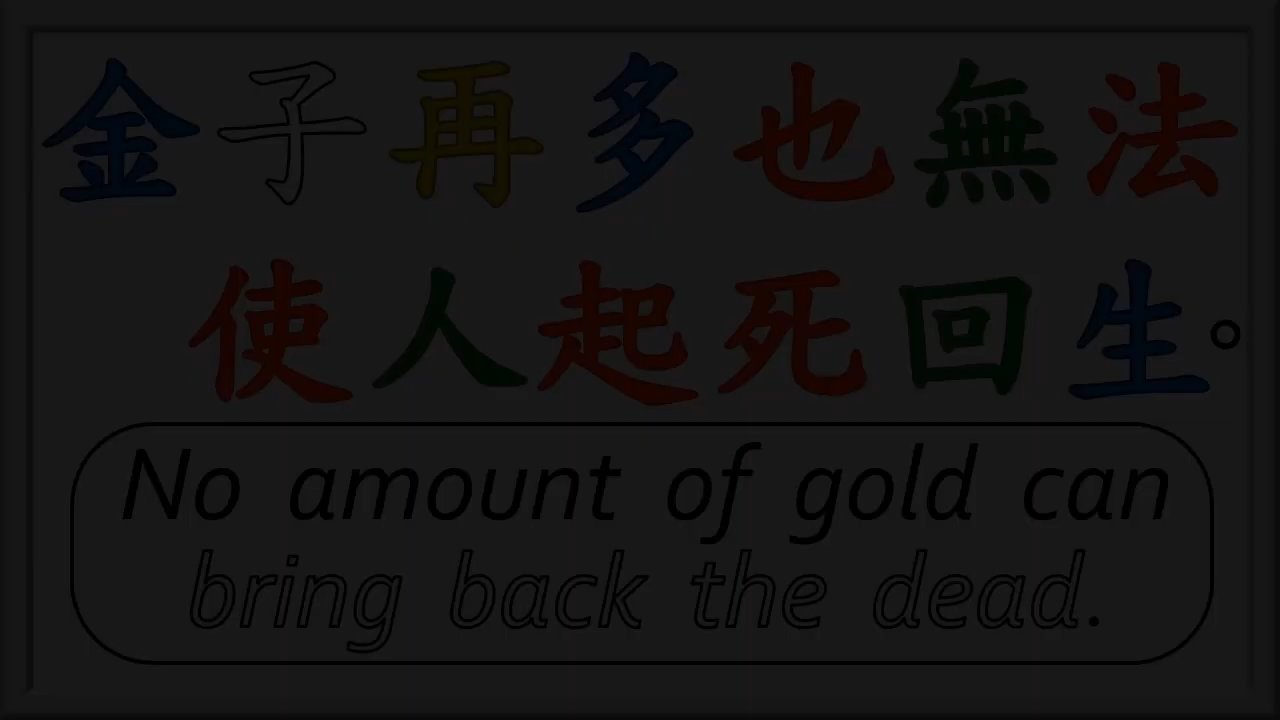 金子再多也無法
使人起死回生。
No amount of gold can
bring back the dead.